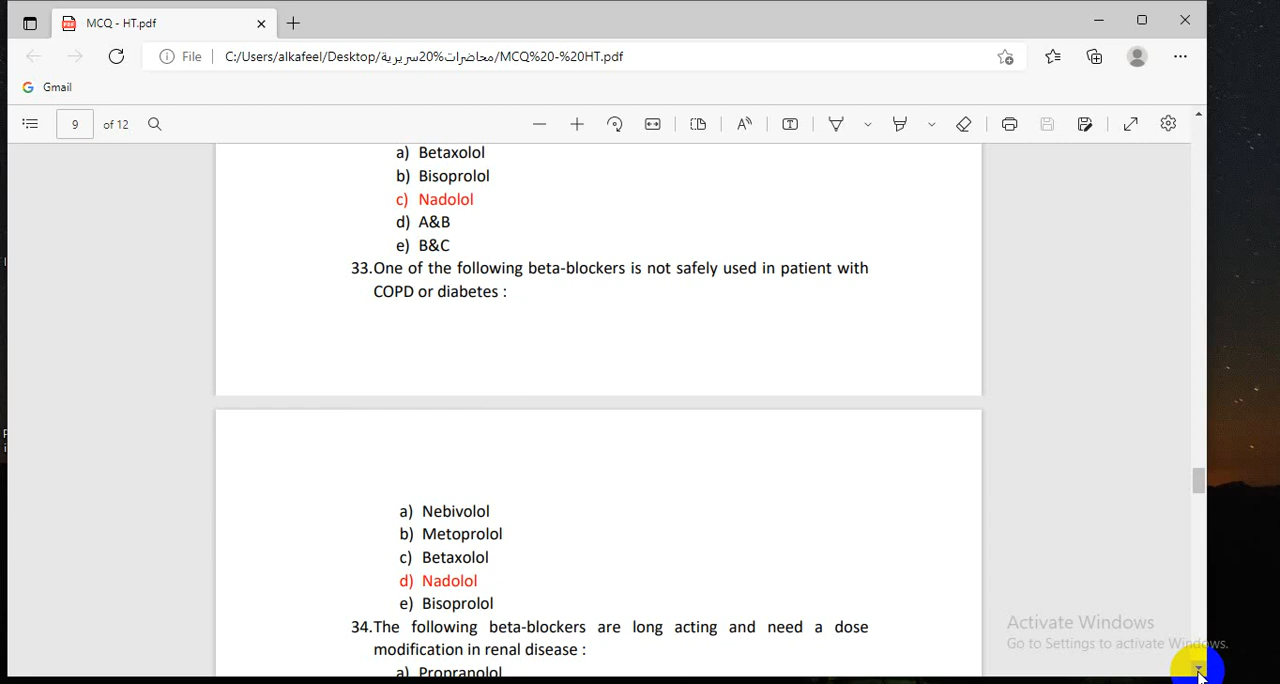 MCQ - HT.pdf
File
C:/Users/alkafeel/Desktop/محاضرات%20سريرية/MCQ%20-%20HT.pdf
Gmail
9 of 12
a) Betaxolol
b) Bisoprolol
c) Nadolol
d) A&B
e) B&C
33.One of the following beta-blockers is not safely used in patient with
COPD or diabetes :
a) Nebivolol
b) Metoprolol
c) Betaxolol
d) Nadolol
e) Bisoprolol
34.The following beta-blockers are long acting and need a dose
modification in renal disease :
a) Propranolol
Activate Windows
Go to Settings to activate Windows.